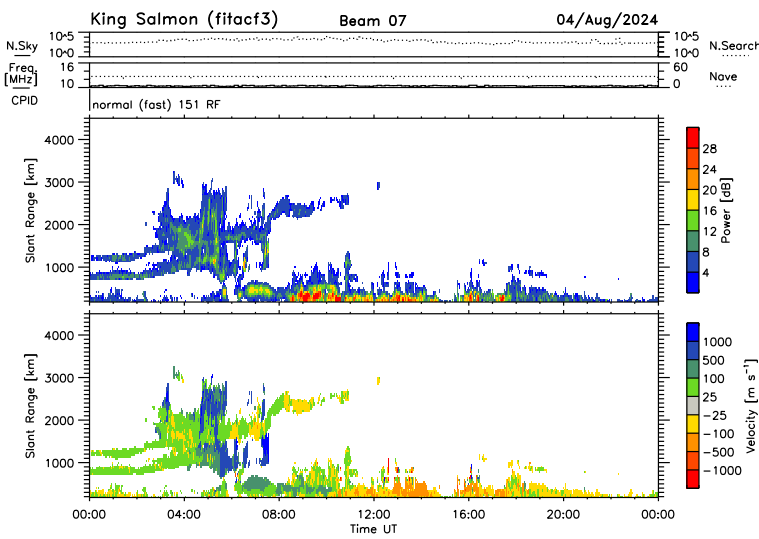 King Salmon (fitacf3) Beam 07 04/Aug/2024
N.Sky 10^5 10^0 10^5 10^0 N.Search
Freq. [MHz] 16 10 60 0 Nave
CPID normal (fast) 151 RF
Slant Range [km] 4000 3000 2000 1000
Power [dB] 28 24 20 16 12 8 4
Slant Range [km] 4000 3000 2000 1000
Velocity [m s⁻¹] 1000 500 100 25 −25 −100 −500 −1000
00:00 04:00 08:00 12:00 16:00 20:00 00:00
Time UT